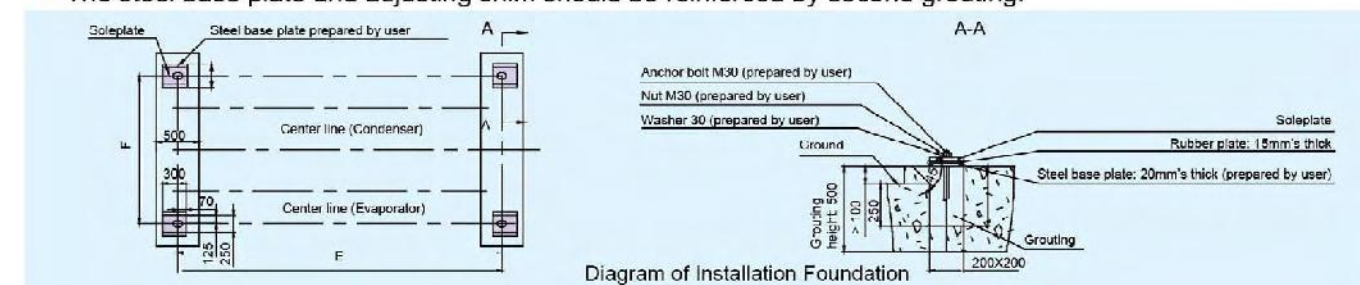 The steel base plate and adjusting shim should be reinforced by second grouting.
Soleplate
Steel base plate prepared by user
A
F
500
Center line (Condenser)
A
300
70
Center line (Evaporator)
125
250
E
A-A
Anchor bolt M30 (prepared by user)
Nut M30 (prepared by user)
Washer 30 (prepared by user)
Ground
Soleplate
Rubber plate: 15mm's thick
Steel base plate: 20mm's thick (prepared by user)
Grouting
height: 500
>100
250
45°
Grouting
200X200
Diagram of Installation Foundation